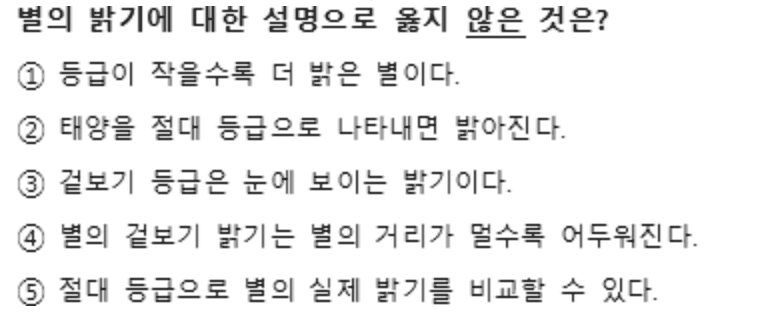 별의 밝기에 대한 설명으로 옳지 않은 것은?
① 등급이 작을수록 더 밝은 별이다.
② 태양을 절대 등급으로 나타내면 밝아진다.
③ 겉보기 등급은 눈에 보이는 밝기이다.
④ 별의 겉보기 밝기는 별의 거리가 멀수록 어두워진다.
⑤ 절대 등급으로 별의 실제 밝기를 비교할 수 있다.